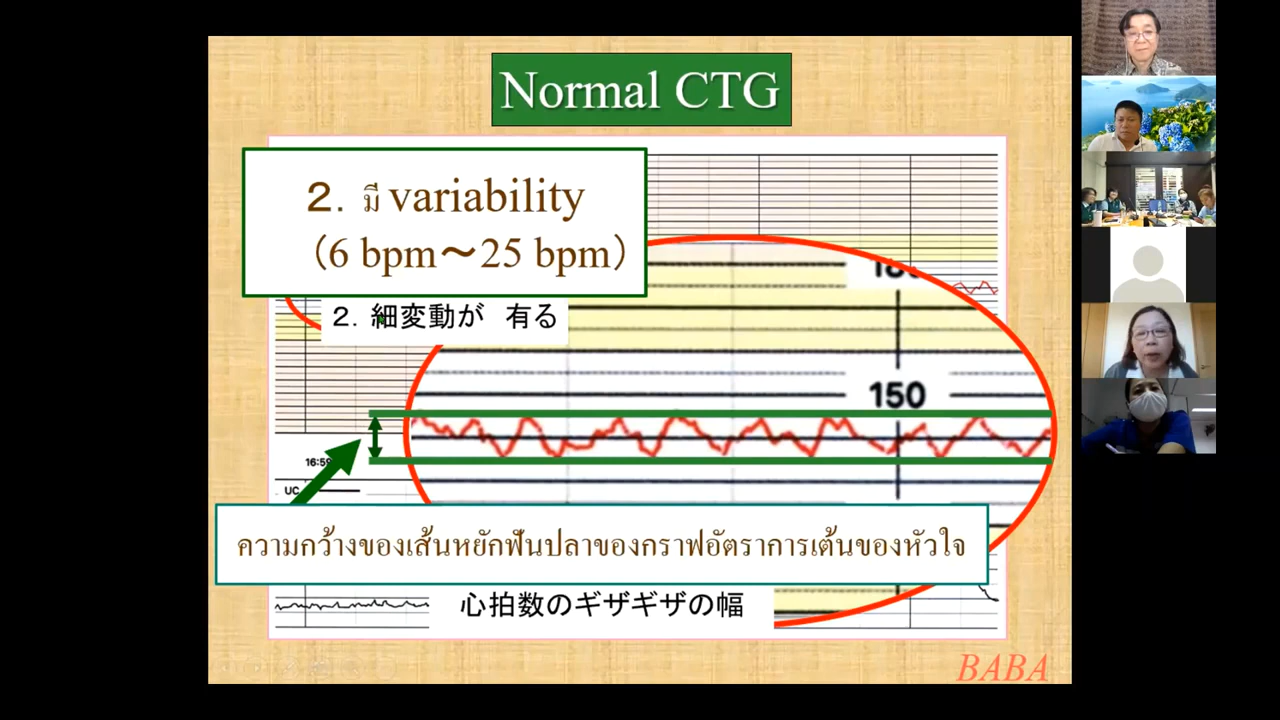 Normal CTG
2. มี variability
(6 bpm～25 bpm)
2. 細変動が 有る
150
16:59
UC
ความกว้างของเส้นหยักฟันปลาของกราฟอัตราการเต้นของหัวใจ
心拍数のギザギザの幅
BABA